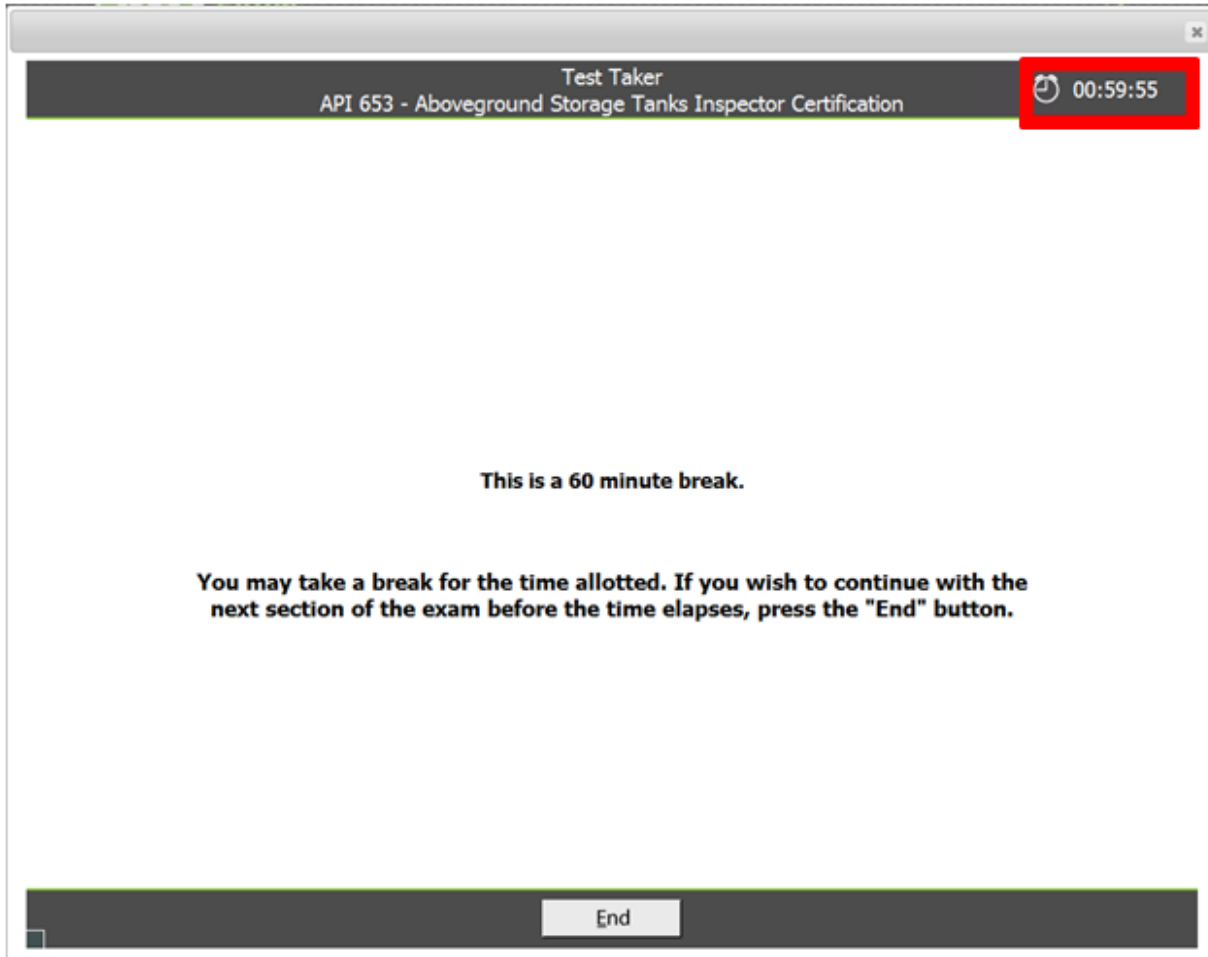 Test Taker
API 653 - Aboveground Storage Tanks Inspector Certification
00:59:55
This is a 60 minute break.
You may take a break for the time allotted. If you wish to continue with the
next section of the exam before the time elapses, press the "End" button.
End